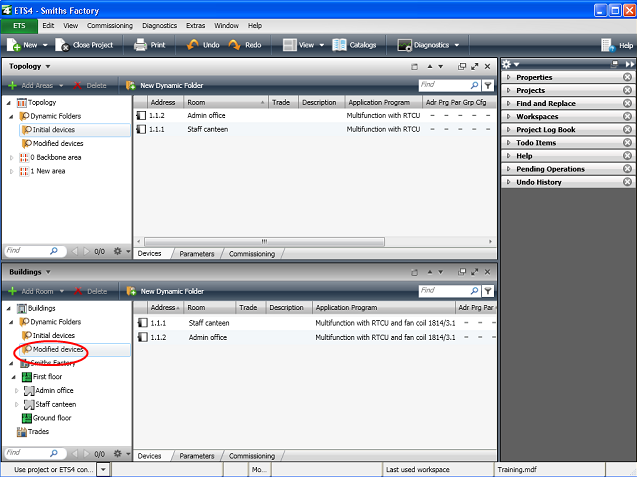 ETS4 - Smiths Factory
ETS Edit View Commissioning Diagnostics Extras Window Help
New Close Project Print Undo Redo View Catalogs Diagnostics Help
Topology
Add Areas Delete New Dynamic Folder Find
Topology
Dynamic Folders
Initial devices
Modified devices
0 Backbone area
1 New area
Find 0/0
Address Room Trade Description Application Program Adr Prg Par Grp Cfg
1.1.2 Admin office Multifunction with RTCU – – – – –
1.1.1 Staff canteen Multifunction with RTCU – – – – –
Devices Parameters Commissioning
Buildings
Add Room Delete New Dynamic Folder Find
Buildings
Dynamic Folders
Initial devices
Modified devices
Smiths Factory
First floor
Admin office
Staff canteen
Ground floor
Trades
Find 0/0
Address Room Trade Description Application Program Adr Prg Par
1.1.1 Staff canteen Multifunction with RTCU and fan coil 1814/3.1 – –
1.1.2 Admin office Multifunction with RTCU and fan coil 1814/3.1 – –
Devices Parameters Commissioning
Properties
Projects
Find and Replace
Workspaces
Project Log Book
Todo Items
Help
Pending Operations
Undo History
Use project or ETS4 con... Mo... Last used workspace Training.mdf